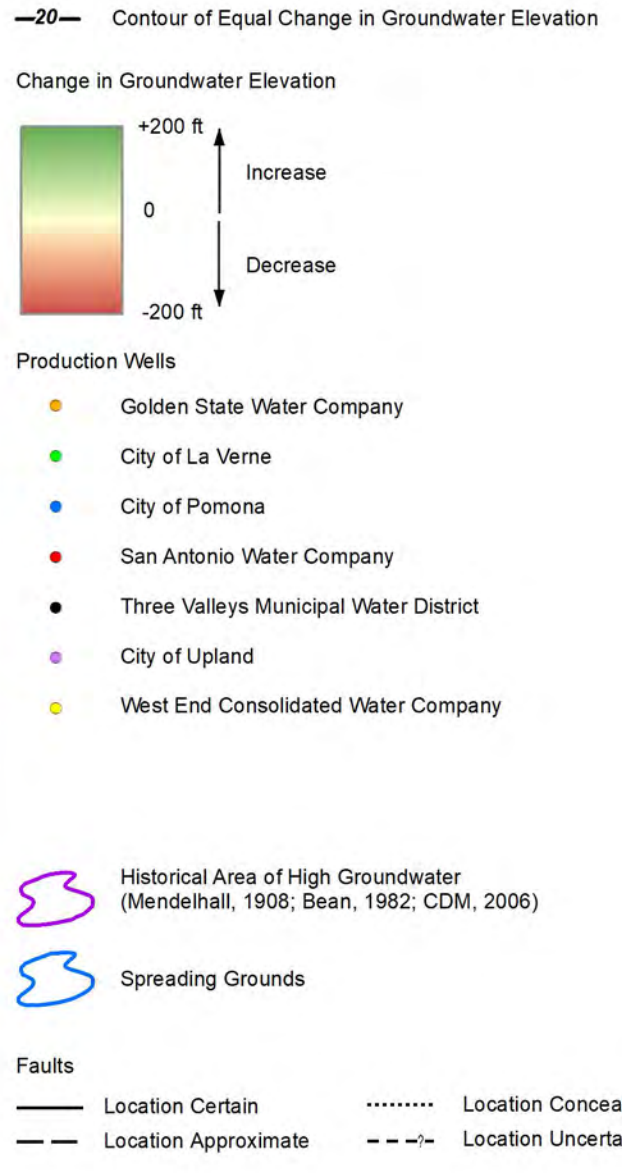 —20— Contour of Equal Change in Groundwater Elevation
Change in Groundwater Elevation
+200 ft
Increase
0
Decrease
-200 ft
Production Wells
Golden State Water Company
City of La Verne
City of Pomona
San Antonio Water Company
Three Valleys Municipal Water District
City of Upland
West End Consolidated Water Company
Historical Area of High Groundwater
(Mendelhall, 1908; Bean, 1982; CDM, 2006)
Spreading Grounds
Faults
Location Certain Location Concea
Location Approximate ? Location Uncerta